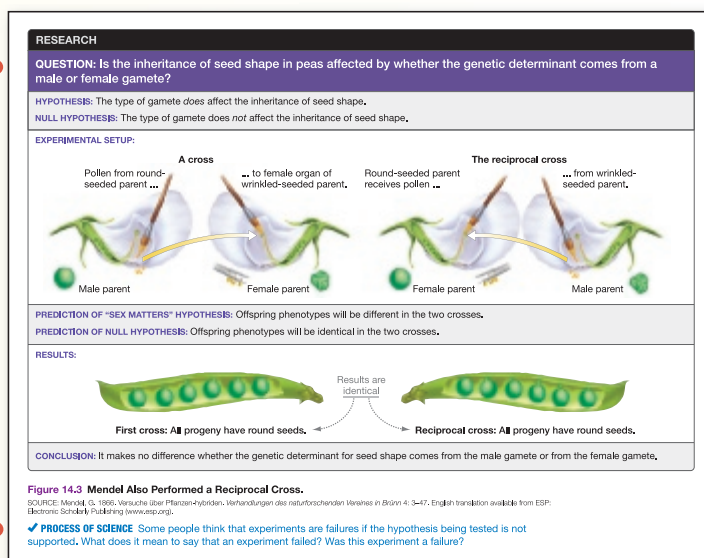 RESEARCH
QUESTION: Is the inheritance of seed shape in peas affected by whether the genetic determinant comes from a
male or female gamete?
HYPOTHESIS: The type of gamete does affect the inheritance of seed shape.
NULL HYPOTHESIS: The type of gamete does not affect the inheritance of seed shape.
EXPERIMENTAL SETUP:
A cross
Pollen from round-
seeded parent ...
... to female organ of
wrinkled-seeded parent.
Male parent
Female parent
The reciprocal cross
Round-seeded parent
receives pollen ...
... from wrinkled-
seeded parent.
Female parent
Male parent
PREDICTION OF "SEX MATTERS" HYPOTHESIS: Offspring phenotypes will be different in the two crosses.
PREDICTION OF NULL HYPOTHESIS: Offspring phenotypes will be identical in the two crosses.
RESULTS:
Results are
identical
First cross: All progeny have round seeds.
Reciprocal cross: All progeny have round seeds.
CONCLUSION: It makes no difference whether the genetic determinant for seed shape comes from the male gamete or from the female gamete.
Figure 14.3 Mendel Also Performed a Reciprocal Cross.
SOURCE: Mendel, G. 1866. Versuche über Pflanzen-hybriden. Verhandlungen des naturforschenden Vereines in Brünn 4: 3–47. English translation available from ESP:
Electronic Scholarly Publishing (www.esp.org).
✓ PROCESS OF SCIENCE Some people think that experiments are failures if the hypothesis being tested is not
supported. What does it mean to say that an experiment failed? Was this experiment a failure?